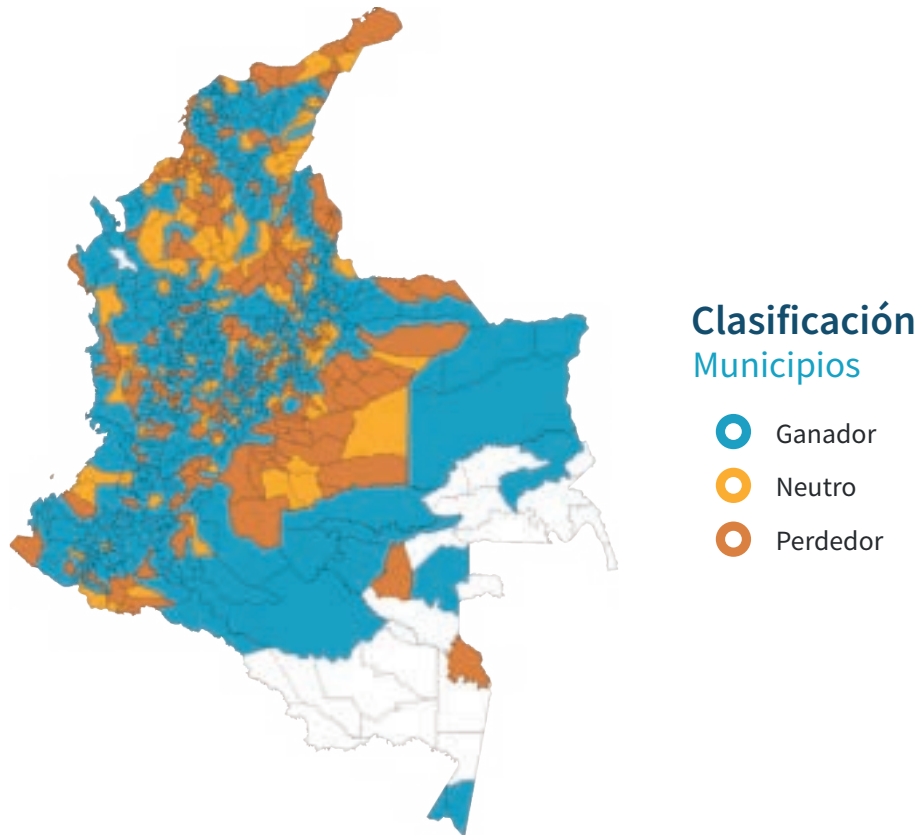 Clasificación
Municipios
Ganador
Neutro
Perdedor